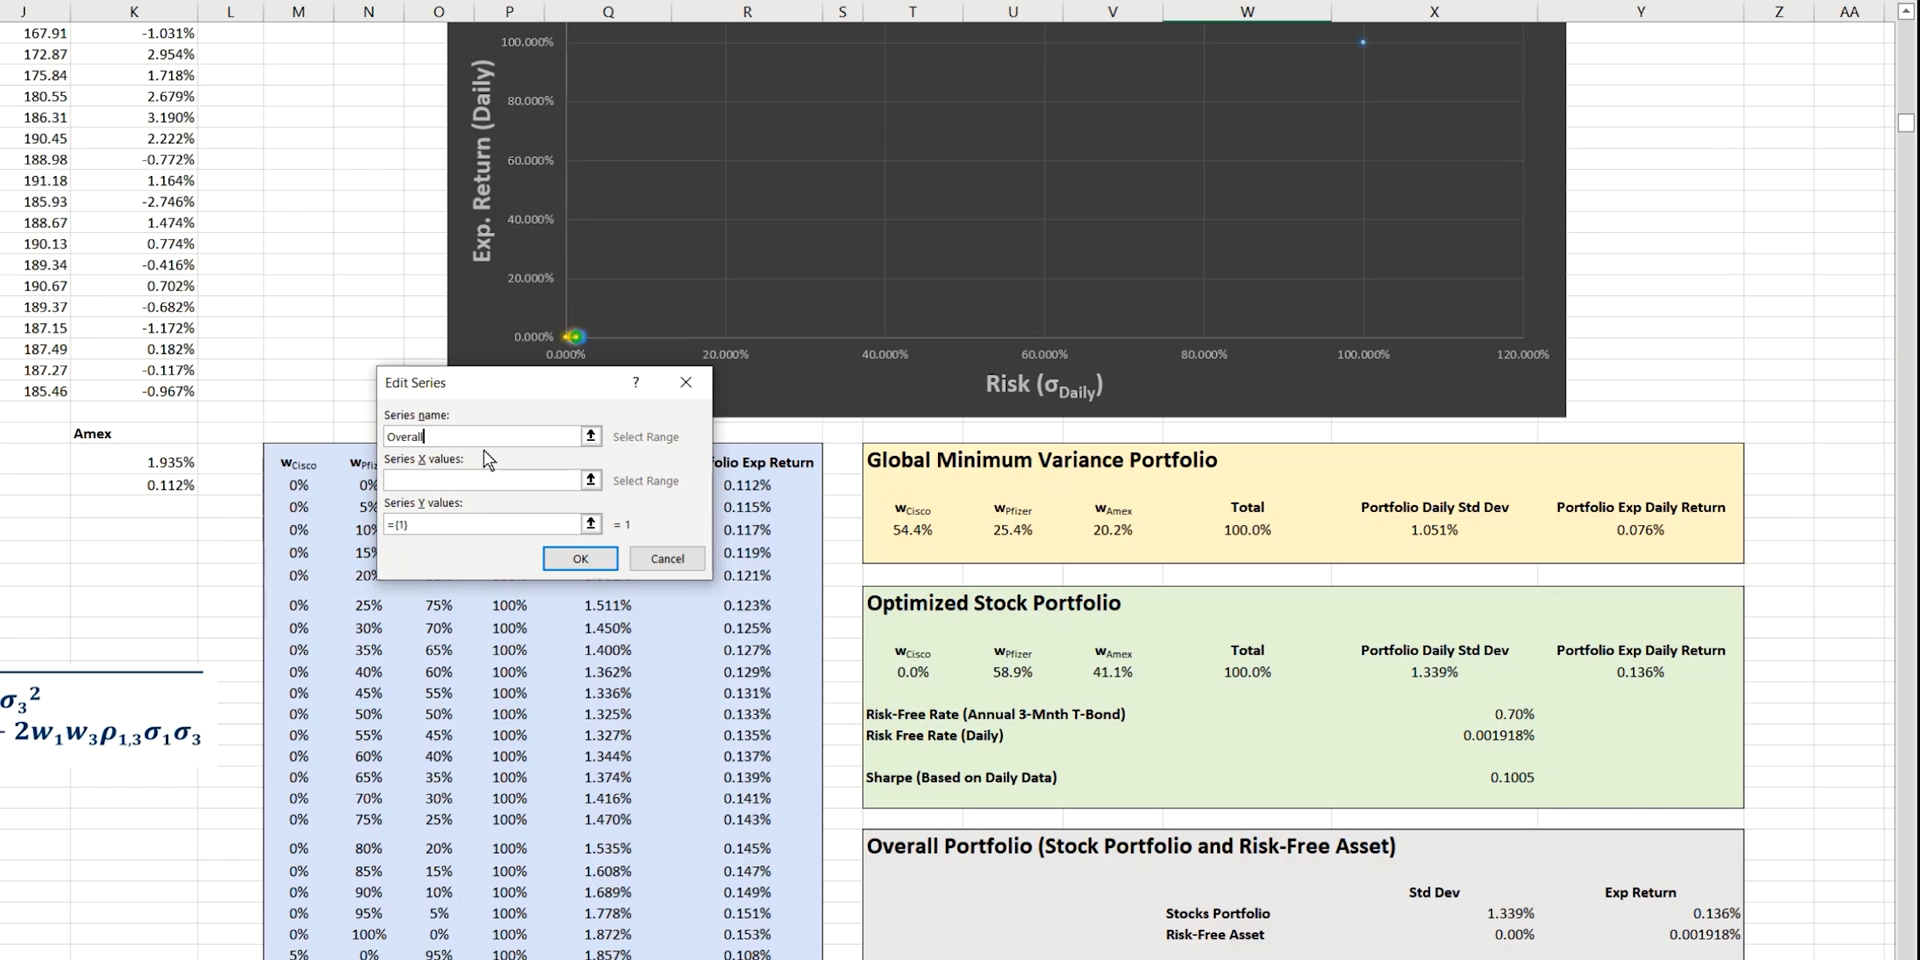 J K L M N O P Q R S T U V W X Y Z AA
167.91 -1.031%
172.87 2.954%
175.84 1.718%
180.55 2.679%
186.31 3.190%
190.45 2.222%
188.98 -0.772%
191.18 1.164%
185.93 -2.746%
188.67 1.474%
190.13 0.774%
189.34 -0.416%
190.67 0.702%
189.37 -0.682%
187.15 -1.172%
187.49 0.182%
187.27 -0.117%
185.46 -0.967%
Amex
1.935%
0.112%
σ₃²
2w₁w₃ρ₁,₃σ₁σ₃
Exp. Return (Daily)
100.000%
80.000%
60.000%
40.000%
20.000%
0.000%
0.000% 20.000% 40.000% 60.000% 80.000% 100.000% 120.000%
Risk (σDaily)
Edit Series ?
Series name:
Overall Select Range
Series X values:
Select Range
Series Y values:
={1} = 1
OK Cancel
wCisco wPfiz folio Exp Return
0% 0% 0.112%
0% 5% 0.115%
0% 10% 0.117%
0% 15% 0.119%
0% 20% 0.121%
0% 25% 75% 100% 1.511% 0.123%
0% 30% 70% 100% 1.450% 0.125%
0% 35% 65% 100% 1.400% 0.127%
0% 40% 60% 100% 1.362% 0.129%
0% 45% 55% 100% 1.336% 0.131%
0% 50% 50% 100% 1.325% 0.133%
0% 55% 45% 100% 1.327% 0.135%
0% 60% 40% 100% 1.344% 0.137%
0% 65% 35% 100% 1.374% 0.139%
0% 70% 30% 100% 1.416% 0.141%
0% 75% 25% 100% 1.470% 0.143%
0% 80% 20% 100% 1.535% 0.145%
0% 85% 15% 100% 1.608% 0.147%
0% 90% 10% 100% 1.689% 0.149%
0% 95% 5% 100% 1.778% 0.151%
0% 100% 0% 100% 1.872% 0.153%
5% 0% 95% 100% 1.857% 0.108%
Global Minimum Variance Portfolio
wCisco wPfizer wAmex Total Portfolio Daily Std Dev Portfolio Exp Daily Return
54.4% 25.4% 20.2% 100.0% 1.051% 0.076%
Optimized Stock Portfolio
wCisco wPfizer wAmex Total Portfolio Daily Std Dev Portfolio Exp Daily Return
0.0% 58.9% 41.1% 100.0% 1.339% 0.136%
Risk-Free Rate (Annual 3-Mnth T-Bond) 0.70%
Risk Free Rate (Daily) 0.001918%
Sharpe (Based on Daily Data) 0.1005
Overall Portfolio (Stock Portfolio and Risk-Free Asset)
Std Dev Exp Return
Stocks Portfolio 1.339% 0.136%
Risk-Free Asset 0.00% 0.001918%